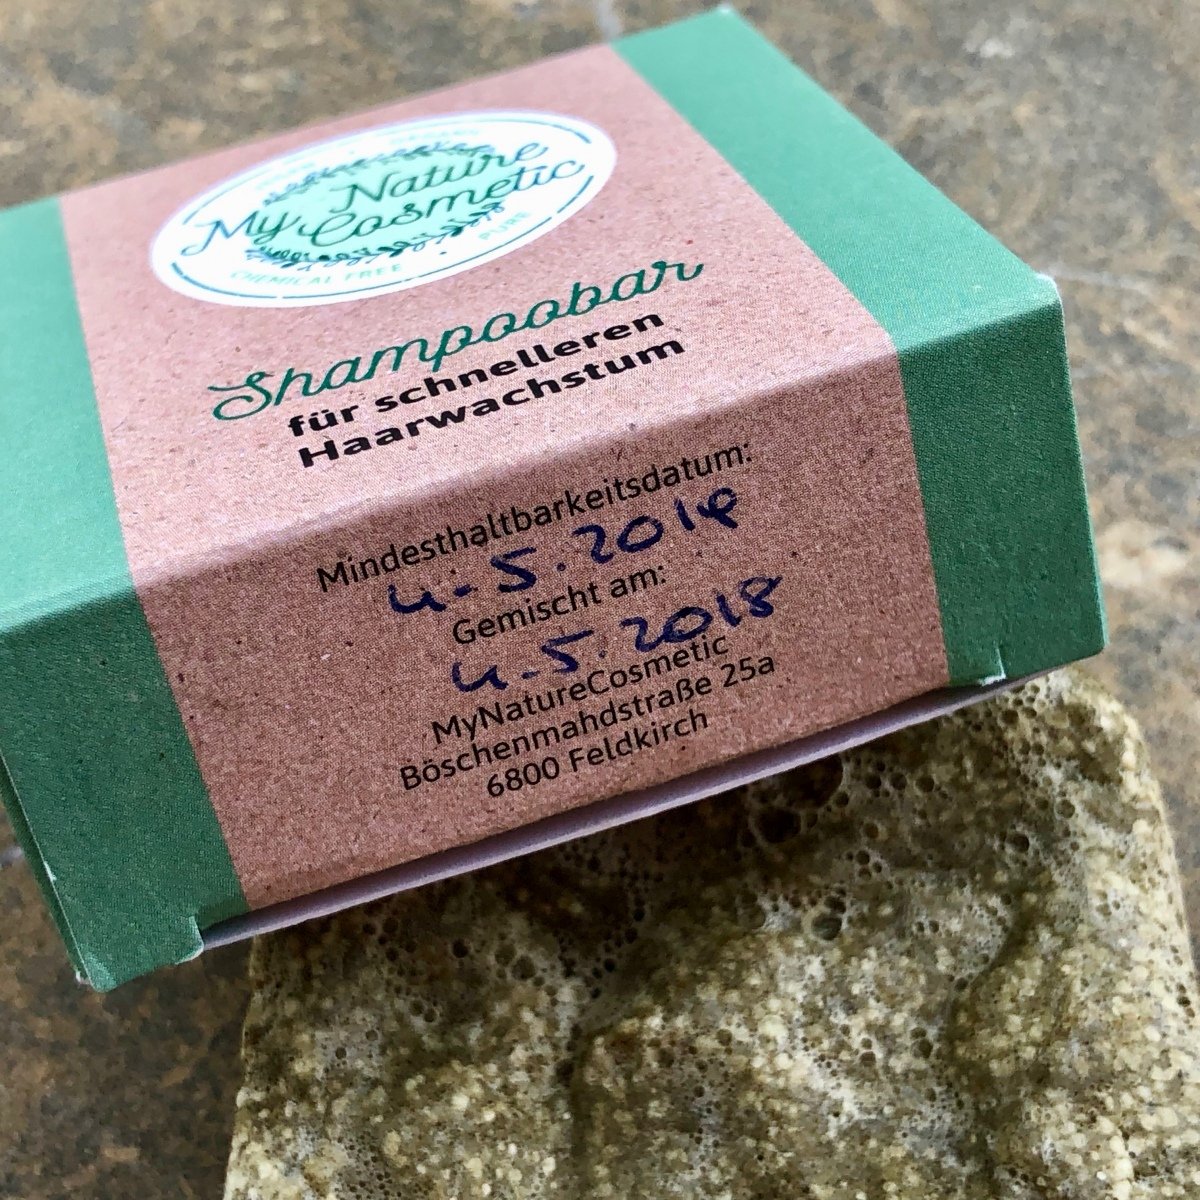 My Nature
Cosmetic
CHEMICAL FREE • PURE
Shampoobar
für schnelleren
Haarwachstum
Mindesthaltbarkeitsdatum:
4.5.2019
Gemischt am:
4.5.2018
MyNatureCosmetic
Böschenmahdstraße 25a
6800 Feldkirch